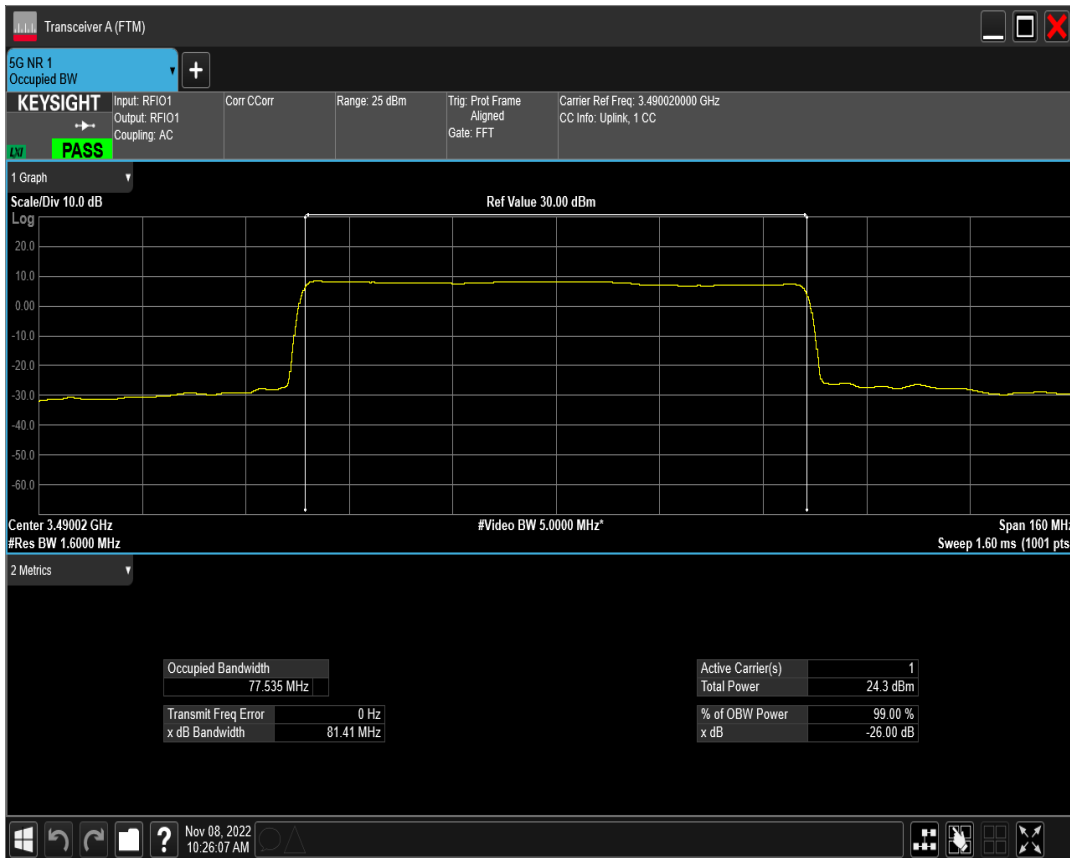 Transceiver A (FTM)
5G NR 1
Occupied BW
+
KEYSIGHT
LXI
PASS
Input: RFIO1
Output: RFIO1
Coupling: AC
Corr CCorr
Range: 25 dBm
Trig: Prot Frame
Aligned
Gate: FFT
Carrier Ref Freq: 3.490020000 GHz
CC Info: Uplink, 1 CC
1 Graph
Scale/Div 10.0 dB
Ref Value 30.00 dBm
Log
20.0
10.0
0.00
-10.0
-20.0
-30.0
-40.0
-50.0
-60.0
Center 3.49002 GHz
#Video BW 5.0000 MHz*
Span 160 MHz
#Res BW 1.6000 MHz
Sweep 1.60 ms (1001 pts
2 Metrics
Occupied Bandwidth
77.535 MHz
Transmit Freq Error 0 Hz
x dB Bandwidth 81.41 MHz
Active Carrier(s) 1
Total Power 24.3 dBm
% of OBW Power 99.00 %
x dB -26.00 dB
?
Nov 08, 2022
10:26:07 AM